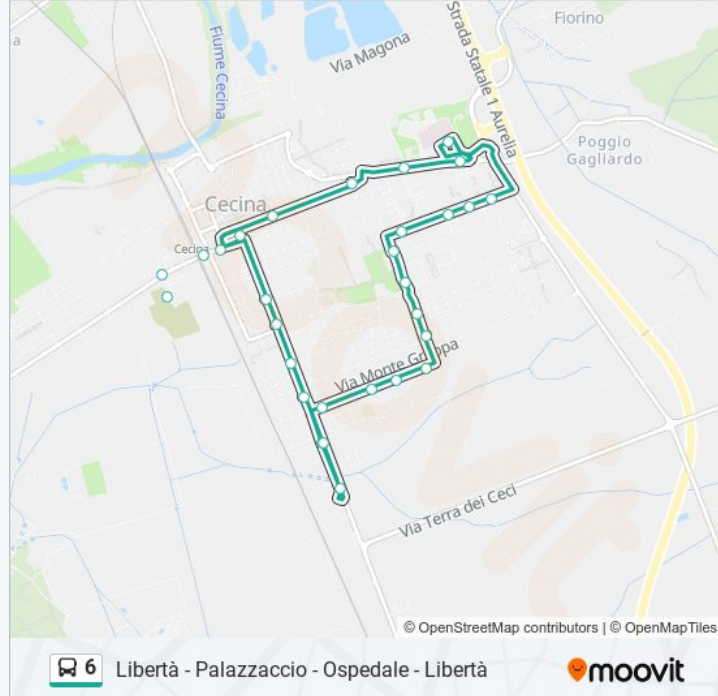 Fiorino
Strada Statale 1 Aurelia
Fiume Cecina
Via Magona
Poggio
Gagliardo
Cecina
Cecina
Via Monte Grappa
Via Terra dei Ceci
© OpenStreetMap contributors | © OpenMapTiles
6 Libertà - Palazzaccio - Ospedale - Libertà
moovit